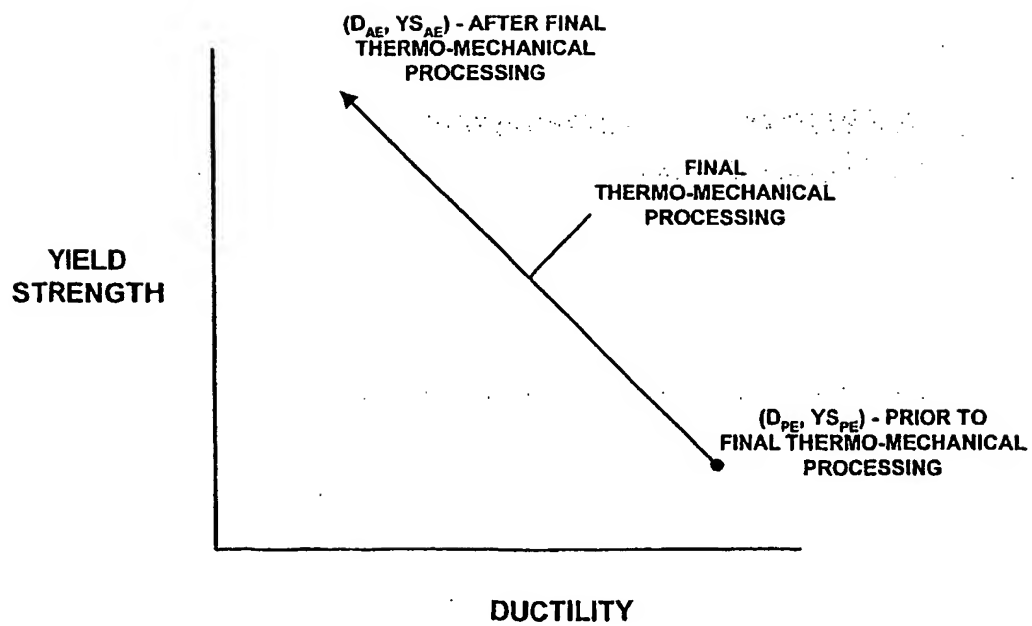 (D_AE, YS_AE) - AFTER FINAL
THERMO-MECHANICAL
PROCESSING
FINAL
THERMO-MECHANICAL
PROCESSING
YIELD
STRENGTH
(D_PE, YS_PE) - PRIOR TO
FINAL THERMO-MECHANICAL
PROCESSING
DUCTILITY